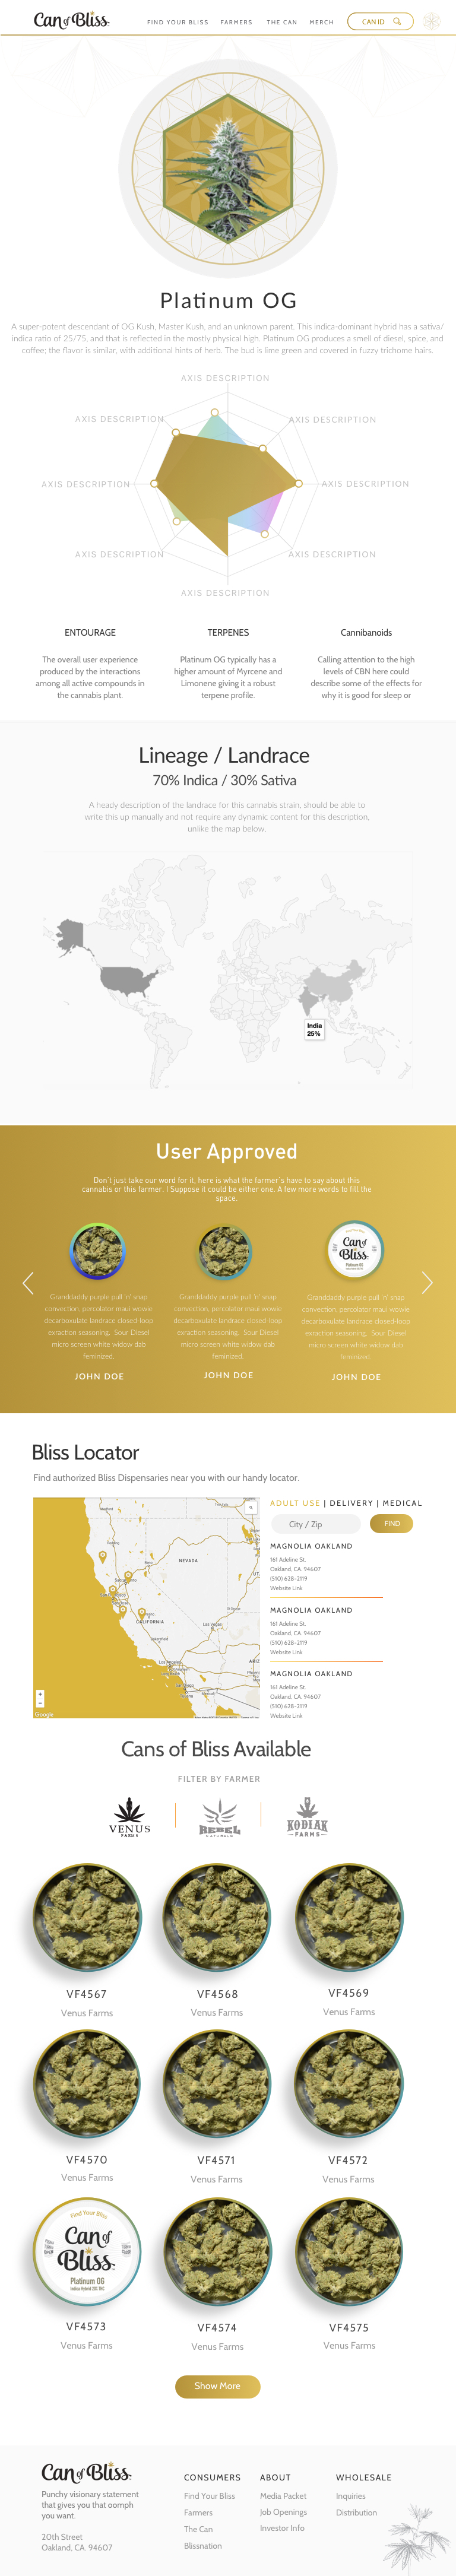 Can of Bliss
FIND YOUR BLISS FARMERS THE CAN MERCH CAN ID
Platinum OG
A super-potent descendant of OG Kush, Master Kush, and an unknown parent. This indica-dominant hybrid has a sativa/
indica ratio of 25/75, and that is reflected in the mostly physical high. Platinum OG produces a smell of diesel, spice, and
coffee; the flavor is similar, with additional hints of herb. The bud is lime green and covered in fuzzy trichome hairs.
AXIS DESCRIPTION
AXIS DESCRIPTION AXIS DESCRIPTION
AXIS DESCRIPTION AXIS DESCRIPTION
AXIS DESCRIPTION AXIS DESCRIPTION
AXIS DESCRIPTION
ENTOURAGE
The overall user experience
produced by the interactions
among all active compounds in
the cannabis plant.
TERPENES
Platinum OG typically has a
higher amount of Myrcene and
Limonene giving it a robust
terpene profile.
Cannibanoids
Calling attention to the high
levels of CBN here could
describe some of the effects for
why it is good for sleep or
Lineage / Landrace
70% Indica / 30% Sativa
A heady description of the landrace for this cannabis strain, should be able to
write this up manually and not require any dynamic content for this description,
unlike the map below.
India
25%
User Approved
Don't just take our word for it, here is what the farmer's have to say about this
cannabis or this farmer. I Suppose it could be either one. A few more words to fill the
space.
Can of
Bliss
Platinum OG
Granddaddy purple pull 'n' snap
convection, percolator maui wowie
decarboxulate landrace closed-loop
exraction seasoning. Sour Diesel
micro screen white widow dab
feminized.
JOHN DOE
Granddaddy purple pull 'n' snap
convection, percolator maui wowie
decarboxulate landrace closed-loop
exraction seasoning. Sour Diesel
micro screen white widow dab
feminized.
JOHN DOE
Granddaddy purple pull 'n' snap
convection, percolator maui wowie
decarboxulate landrace closed-loop
exraction seasoning. Sour Diesel
micro screen white widow dab
feminized.
JOHN DOE
Bliss Locator
Find authorized Bliss Dispensaries near you with our handy locator.
NEVADA
CALIFORNIA
Las Vegas
Los Angeles
Google
ADULT USE | DELIVERY | MEDICAL
City / Zip FIND
MAGNOLIA OAKLAND
161 Adeline St.
Oakland, CA. 94607
(510) 628-2119
Website Link
MAGNOLIA OAKLAND
161 Adeline St.
Oakland, CA. 94607
(510) 628-2119
Website Link
MAGNOLIA OAKLAND
161 Adeline St.
Oakland, CA. 94607
(510) 628-2119
Website Link
Cans of Bliss Available
FILTER BY FARMER
VENUS
FARMS
REBEL
NATURALS
KODIAK
FARMS
VF4567 VF4568 VF4569
Venus Farms Venus Farms Venus Farms
VF4570 VF4571 VF4572
Venus Farms Venus Farms Venus Farms
Find Your Bliss
Can of
Bliss
Platinum OG
VF4573 VF4574 VF4575
Venus Farms Venus Farms Venus Farms
Show More
Can of Bliss
Punchy visionary statement
that gives you that oomph
you want.
20th Street
Oakland, CA. 94607
CONSUMERS
Find Your Bliss
Farmers
The Can
Blissnation
ABOUT
Media Packet
Job Openings
Investor Info
WHOLESALE
Inquiries
Distribution